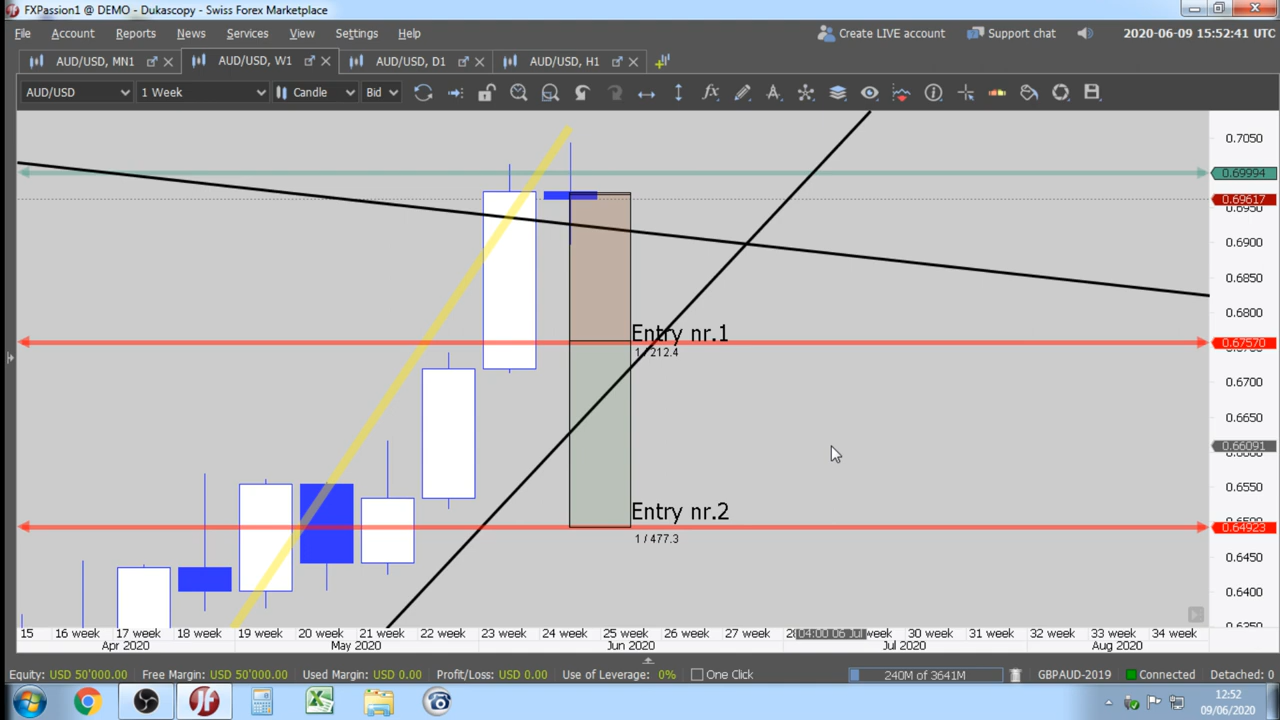 FXPassion1 @ DEMO - Dukascopy - Swiss Forex Marketplace
File Account Reports News Services View Settings Help Create LIVE account Support chat 2020-06-09 15:52:41 UTC
AUD/USD, MN1 AUD/USD, W1 AUD/USD, D1 AUD/USD, H1
AUD/USD 1 Week Candle Bid
0.7050
0.69994
0.69617
0.6950
0.6900
0.6850
0.6800
Entry nr.1
0.67570
1 / 212.4
0.6700
0.6650
0.66091
0.6550
Entry nr.2
0.64923
1 / 477.3
0.6450
0.6400
15 16 week 17 week 18 week 19 week 20 week 21 week 22 week 23 week 24 week 25 week 26 week 27 week 04:00 06 Jul week 30 week 31 week 32 week 33 week 34 week
Apr 2020 May 2020 Jun 2020 Jul 2020 Aug 2020
Equity: USD 50'000.00 Free Margin: USD 50'000.00 Used Margin: USD 0.00 Profit/Loss: USD 0.00 Use of Leverage: 0% One Click 240M of 3641M GBPAUD-2019 Connected Detached: 0
12:52
09/06/2020